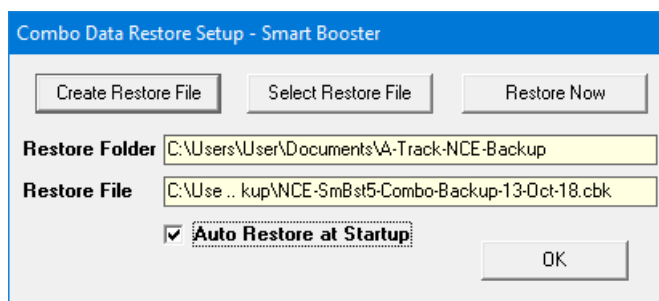 Combo Data Restore Setup - Smart Booster
Create Restore File Select Restore File Restore Now
Restore Folder C:\Users\User\Documents\A-Track-NCE-Backup
Restore File C:\Use .. kup\NCE-SmBst5-Combo-Backup-13-Oct-18.cbk
Auto Restore at Startup
OK